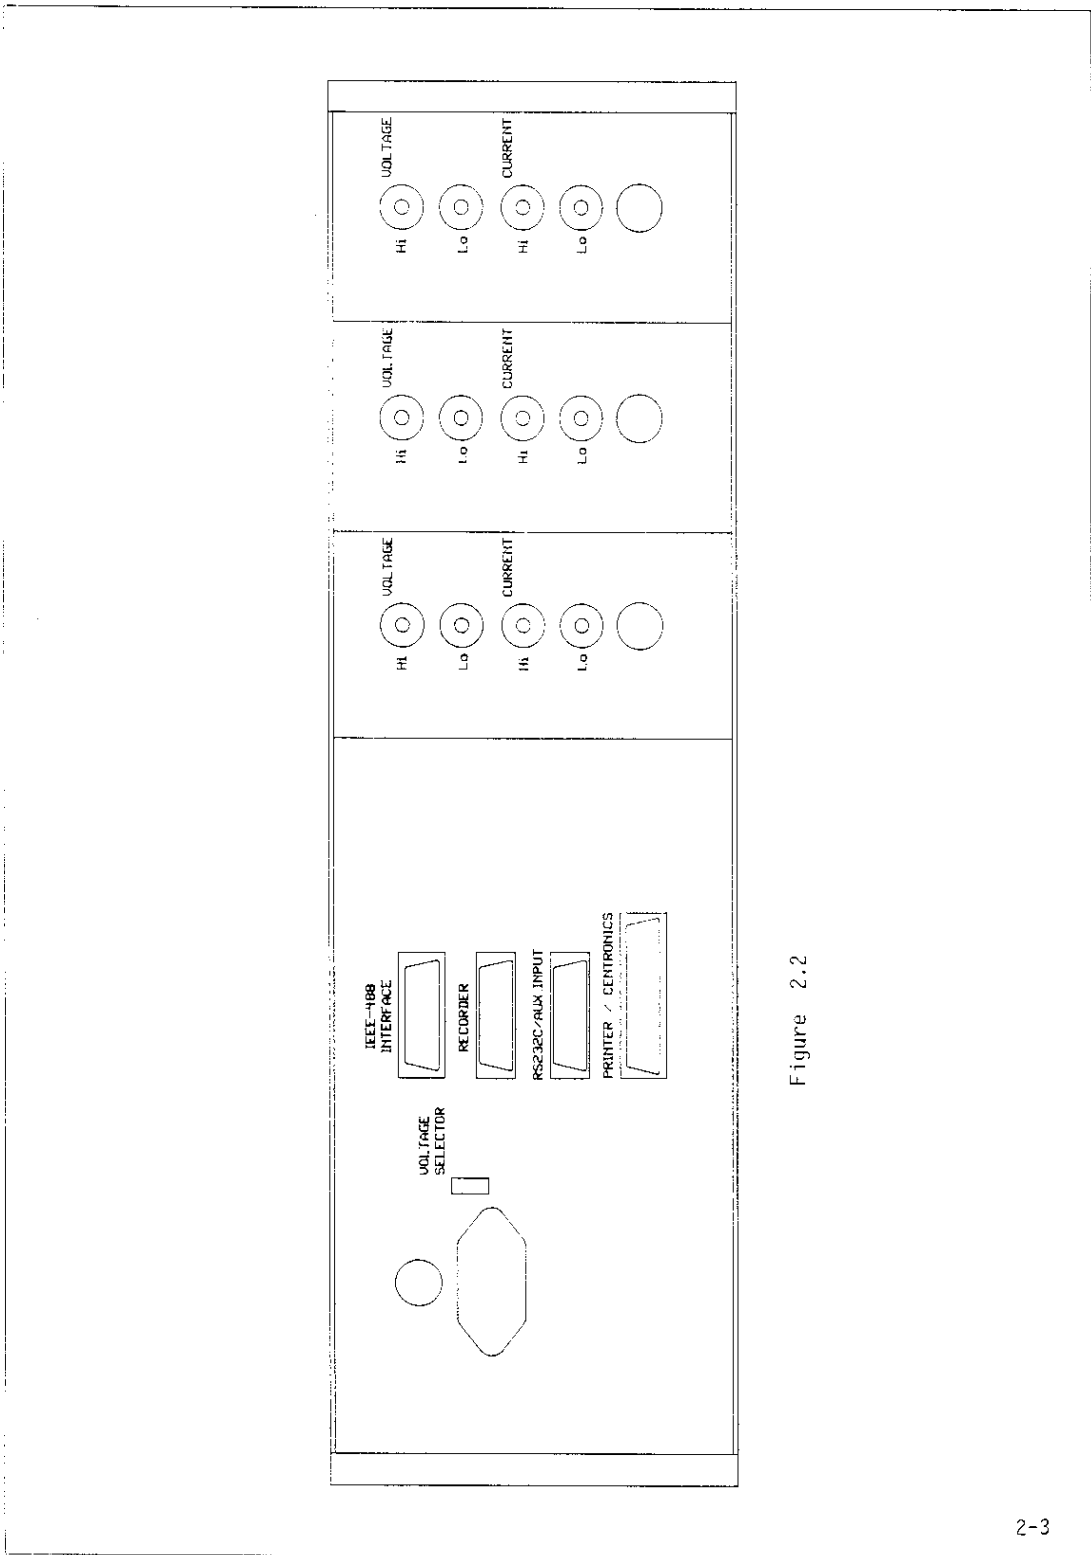 VOLTAGE
SELECTOR
IEEE-488
INTERFACE
RECORDER
RS232C/AUX INPUT
PRINTER / CENTRONICS
VOLTAGE
Hi
Lo
CURRENT
Hi
Lo
VOLTAGE
Hi
Lo
CURRENT
Hi
Lo
VOLTAGE
Hi
Lo
CURRENT
Hi
Lo
Figure 2.2
2-3